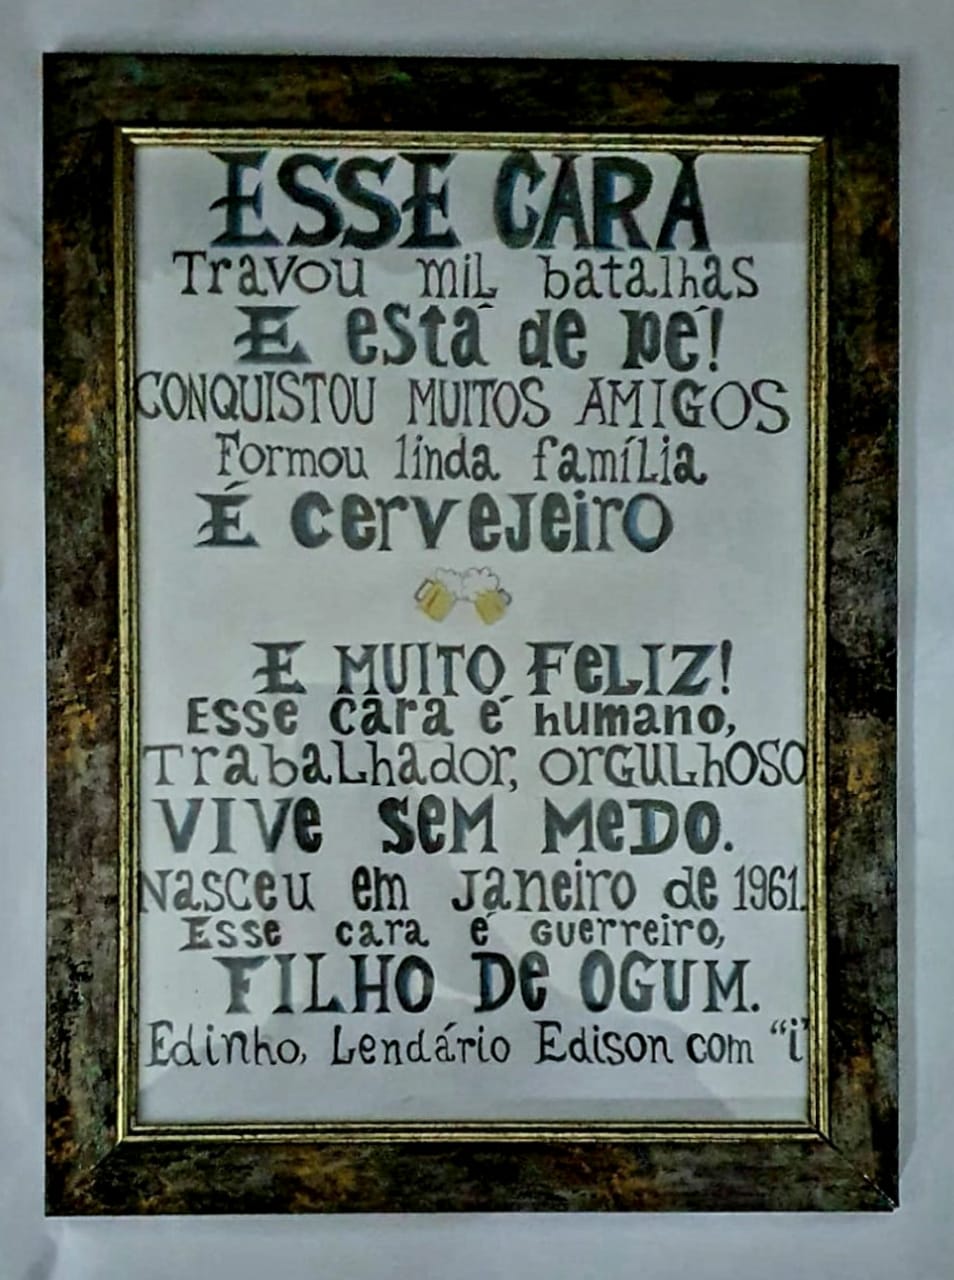 ESSE CARA
Travou mil batalhas
E está de pé!
CONQUISTOU MUITOS AMIGOS
Formou linda família
É cervejeiro
E MUITO FELIZ!
Esse cara é humano,
Trabalhador, orgulhoso
VIVE SEM MEDO.
Nasceu em Janeiro de 1961.
Esse cara é guerreiro,
FILHO DE OGUM.
Edinho, Lendário Edison com "i"